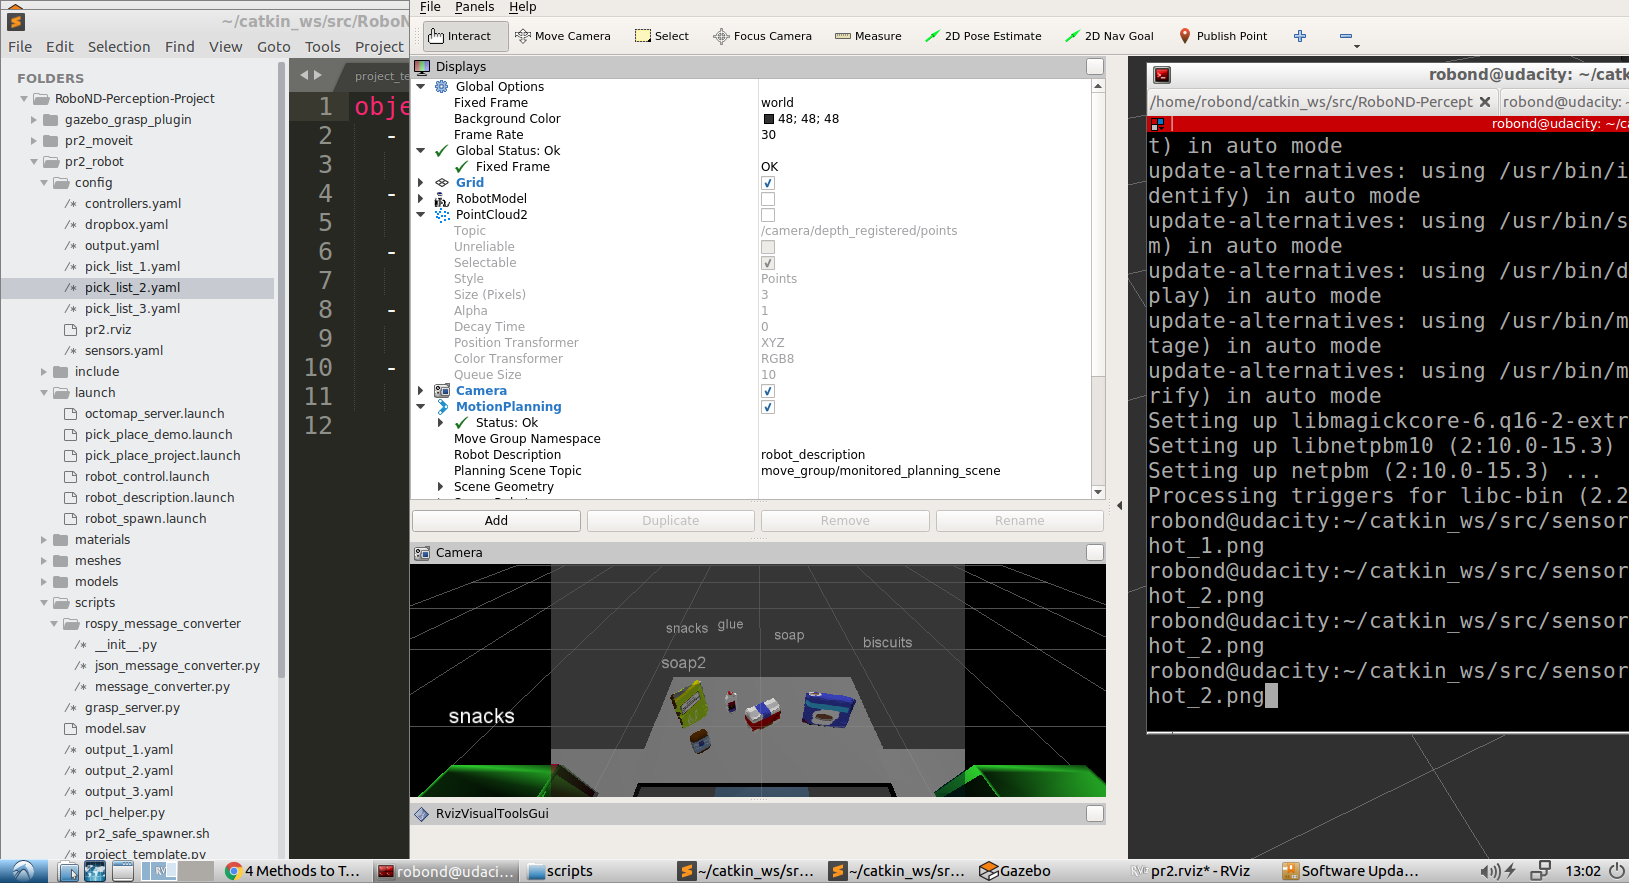 ~/catkin_ws/src/RoboN
File Edit Selection Find View Goto Tools Project
FOLDERS
RoboND-Perception-Project
gazebo_grasp_plugin
pr2_moveit
pr2_robot
config
/* controllers.yaml
/* dropbox.yaml
/* output.yaml
/* pick_list_1.yaml
/* pick_list_2.yaml
/* pick_list_3.yaml
pr2.rviz
/* sensors.yaml
include
launch
octomap_server.launch
pick_place_demo.launch
pick_place_project.launch
robot_control.launch
robot_description.launch
robot_spawn.launch
materials
meshes
models
scripts
rospy_message_converter
/* __init__.py
/* json_message_converter.py
/* message_converter.py
/* grasp_server.py
model.sav
/* output_1.yaml
/* output_2.yaml
/* output_3.yaml
/* pcl_helper.py
/* pr2_safe_spawner.sh
/* project_template.py
project_te
1 obje
2 -
3
4 -
5
6 -
7
8 -
9
10 -
11
12
File Panels Help
Interact Move Camera Select Focus Camera Measure 2D Pose Estimate 2D Nav Goal Publish Point
Displays
Global Options
Fixed Frame world
Background Color 48; 48; 48
Frame Rate 30
Global Status: Ok
Fixed Frame OK
Grid
RobotModel
PointCloud2
Topic /camera/depth_registered/points
Unreliable
Selectable
Style Points
Size (Pixels) 3
Alpha 1
Decay Time 0
Position Transformer XYZ
Color Transformer RGB8
Queue Size 10
Camera
MotionPlanning
Status: Ok
Move Group Namespace
Robot Description robot_description
Planning Scene Topic move_group/monitored_planning_scene
Scene Geometry
Add Duplicate Remove Rename
Camera
snacks glue soap biscuits
soap2
snacks
RvizVisualToolsGui
robond@udacity: ~/catk
/home/robond/catkin_ws/src/RoboND-Percept robond@udacity: ~
robond@udacity: ~/ca
t) in auto mode
update-alternatives: using /usr/bin/i
dentify) in auto mode
update-alternatives: using /usr/bin/s
m) in auto mode
update-alternatives: using /usr/bin/d
play) in auto mode
update-alternatives: using /usr/bin/m
tage) in auto mode
update-alternatives: using /usr/bin/m
rify) in auto mode
Setting up libmagickcore-6.q16-2-extr
Setting up libnetpbm10 (2:10.0-15.3)
Setting up netpbm (2:10.0-15.3) ...
Processing triggers for libc-bin (2.2
robond@udacity:~/catkin_ws/src/sensor
hot_1.png
robond@udacity:~/catkin_ws/src/sensor
hot_2.png
robond@udacity:~/catkin_ws/src/sensor
hot_2.png
robond@udacity:~/catkin_ws/src/sensor
hot_2.png
4 Methods to T... robond@udaci... scripts ~/catkin_ws/sr... ~/catkin_ws/sr... Gazebo pr2.rviz* - RViz Software Upda... 13:02